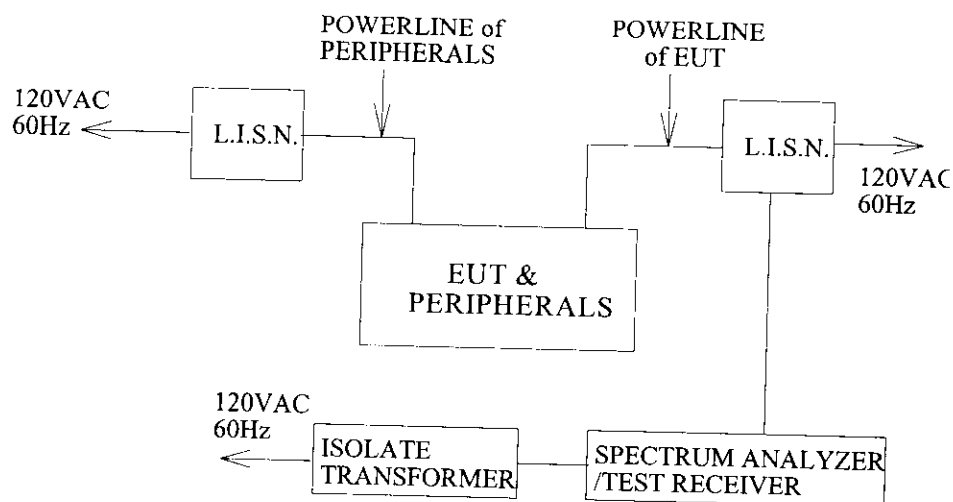 POWERLINE of
PERIPHERALS
POWERLINE
of EUT
120VAC
60Hz
L.I.S.N.
L.I.S.N.
120VAC
60Hz
EUT &
PERIPHERALS
120VAC
60Hz
ISOLATE
TRANSFORMER
SPECTRUM ANALYZER
/TEST RECEIVER